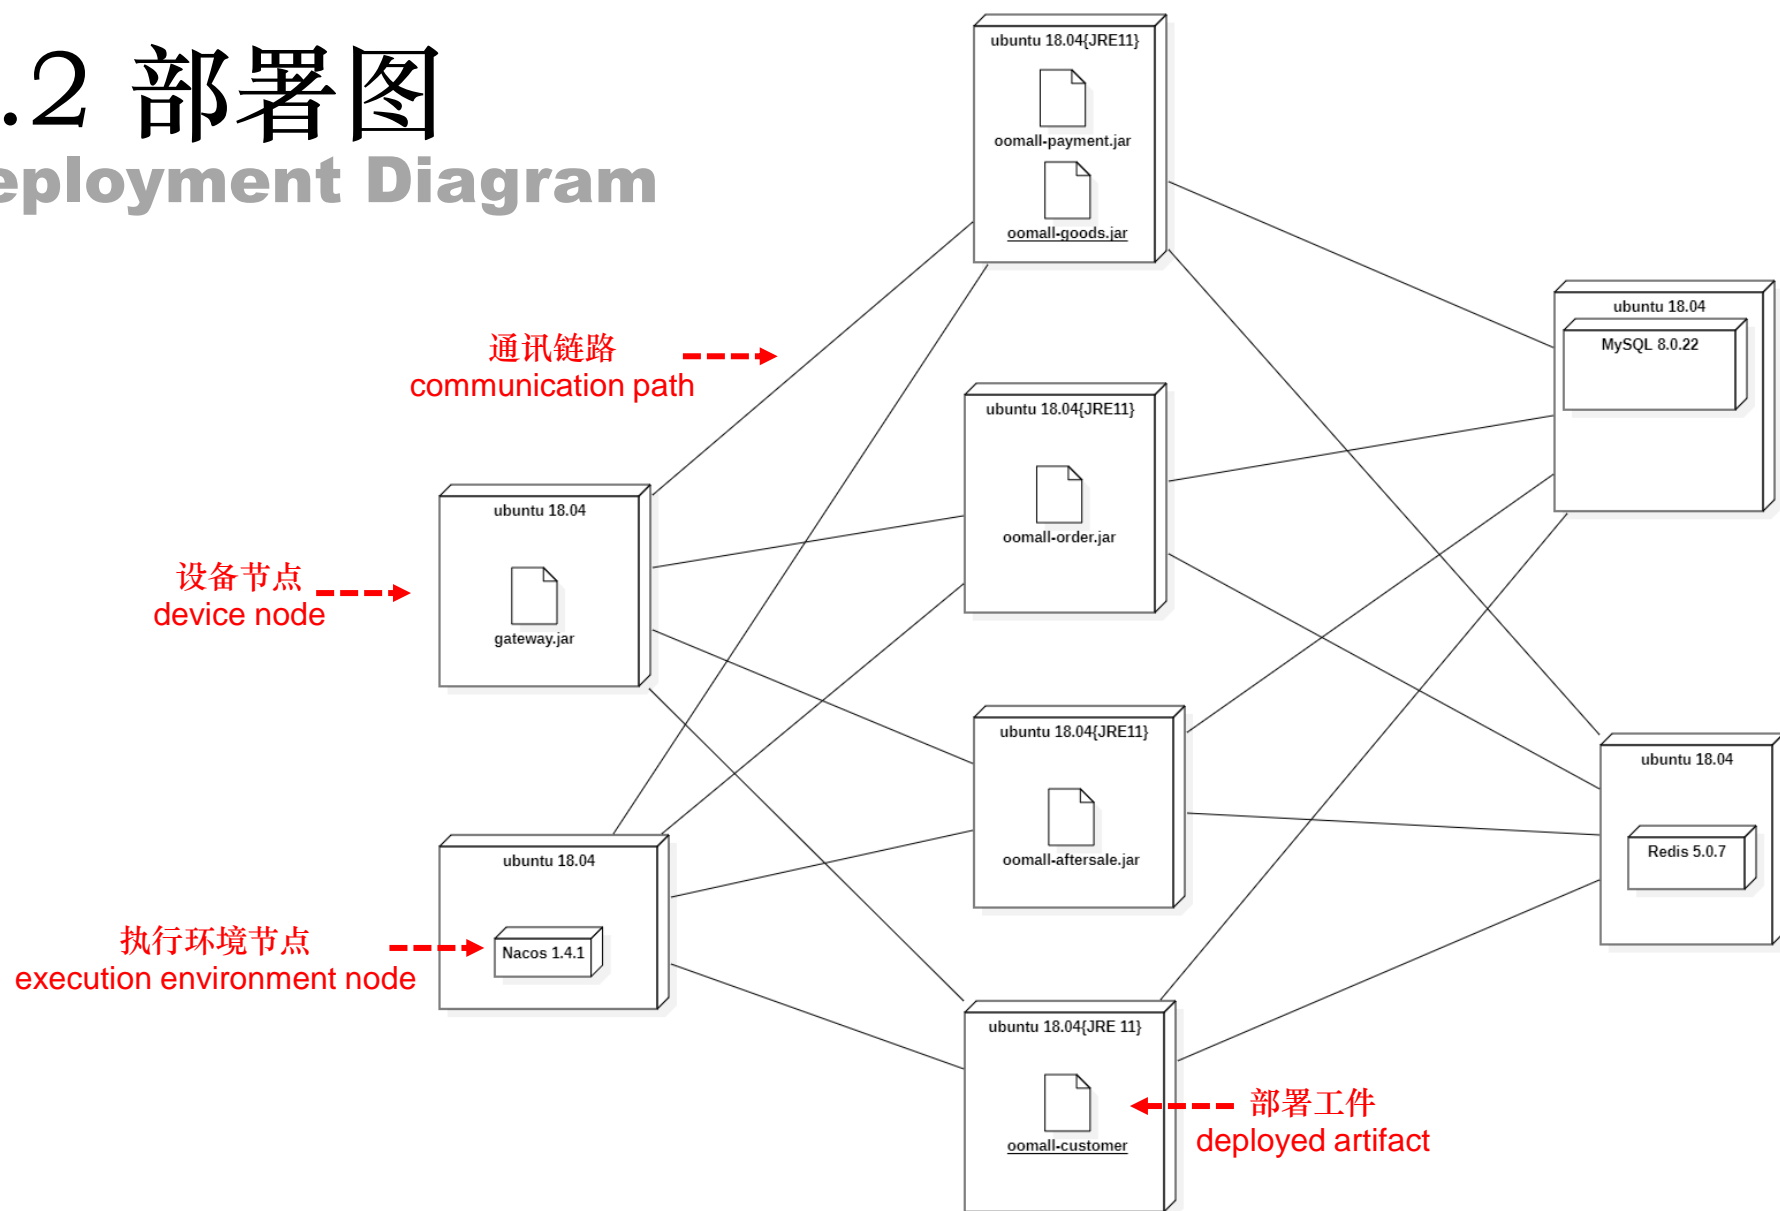 .2 部署图
eployment Diagram
ubuntu 18.04{JRE11}
oomall-payment.jar
oomall-goods.jar
通讯链路
communication path
ubuntu 18.04
MySQL 8.0.22
ubuntu 18.04{JRE11}
oomall-order.jar
ubuntu 18.04
gateway.jar
设备节点
device node
ubuntu 18.04{JRE11}
oomall-aftersale.jar
ubuntu 18.04
Redis 5.0.7
ubuntu 18.04
Nacos 1.4.1
执行环境节点
execution environment node
ubuntu 18.04{JRE 11}
oomall-customer
部署工件
deployed artifact